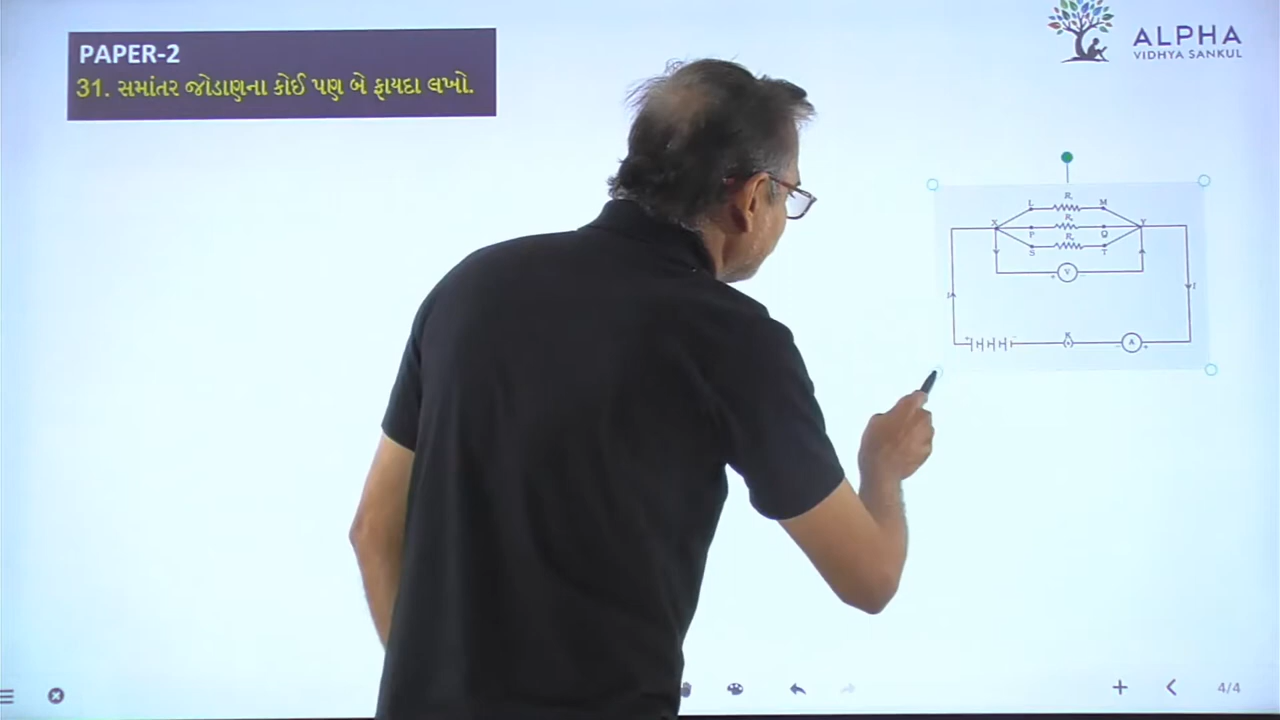 PAPER-2
31. સમાંતર જોડાણના કોઈ પણ બે ફાયદા લખો.
ALPHA
VIDHYA SANKUL
L M
X P Q Y
S T
+ V -
I I
+ - K - A +
4/4